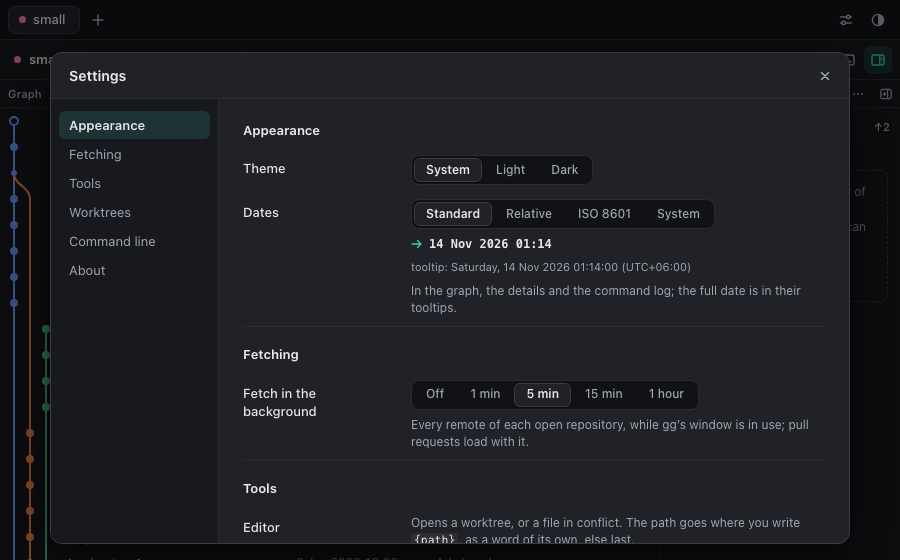 small
Settings
Graph
↑2
Appearance
Fetching
Tools
Worktrees
Command line
About
Appearance
Theme
System Light Dark
Dates
Standard Relative ISO 8601 System
→ 14 Nov 2026 01:14
tooltip: Saturday, 14 Nov 2026 01:14:00 (UTC+06:00)
In the graph, the details and the command log; the full date is in their
tooltips.
Fetching
Fetch in the
background
Off 1 min 5 min 15 min 1 hour
Every remote of each open repository, while gg's window is in use; pull
requests load with it.
Tools
Editor
Opens a worktree, or a file in conflict. The path goes where you write
{path} as a word of its own, else last.
of
can